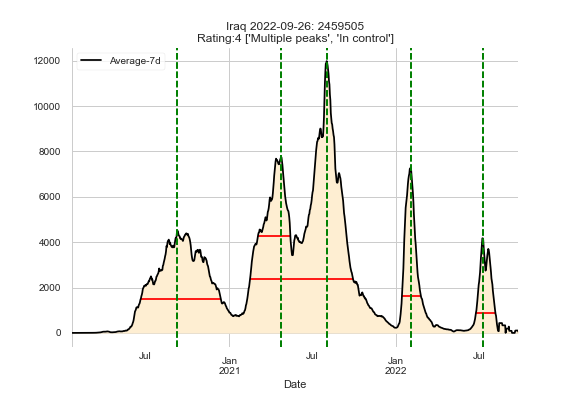 Iraq 2022-09-26: 2459505
Rating:4 ['Multiple peaks', 'In control']
Average-7d
12000
10000
8000
6000
4000
2000
0
Jul
Jan
2021
Jul
Jan
2022
Jul
Date